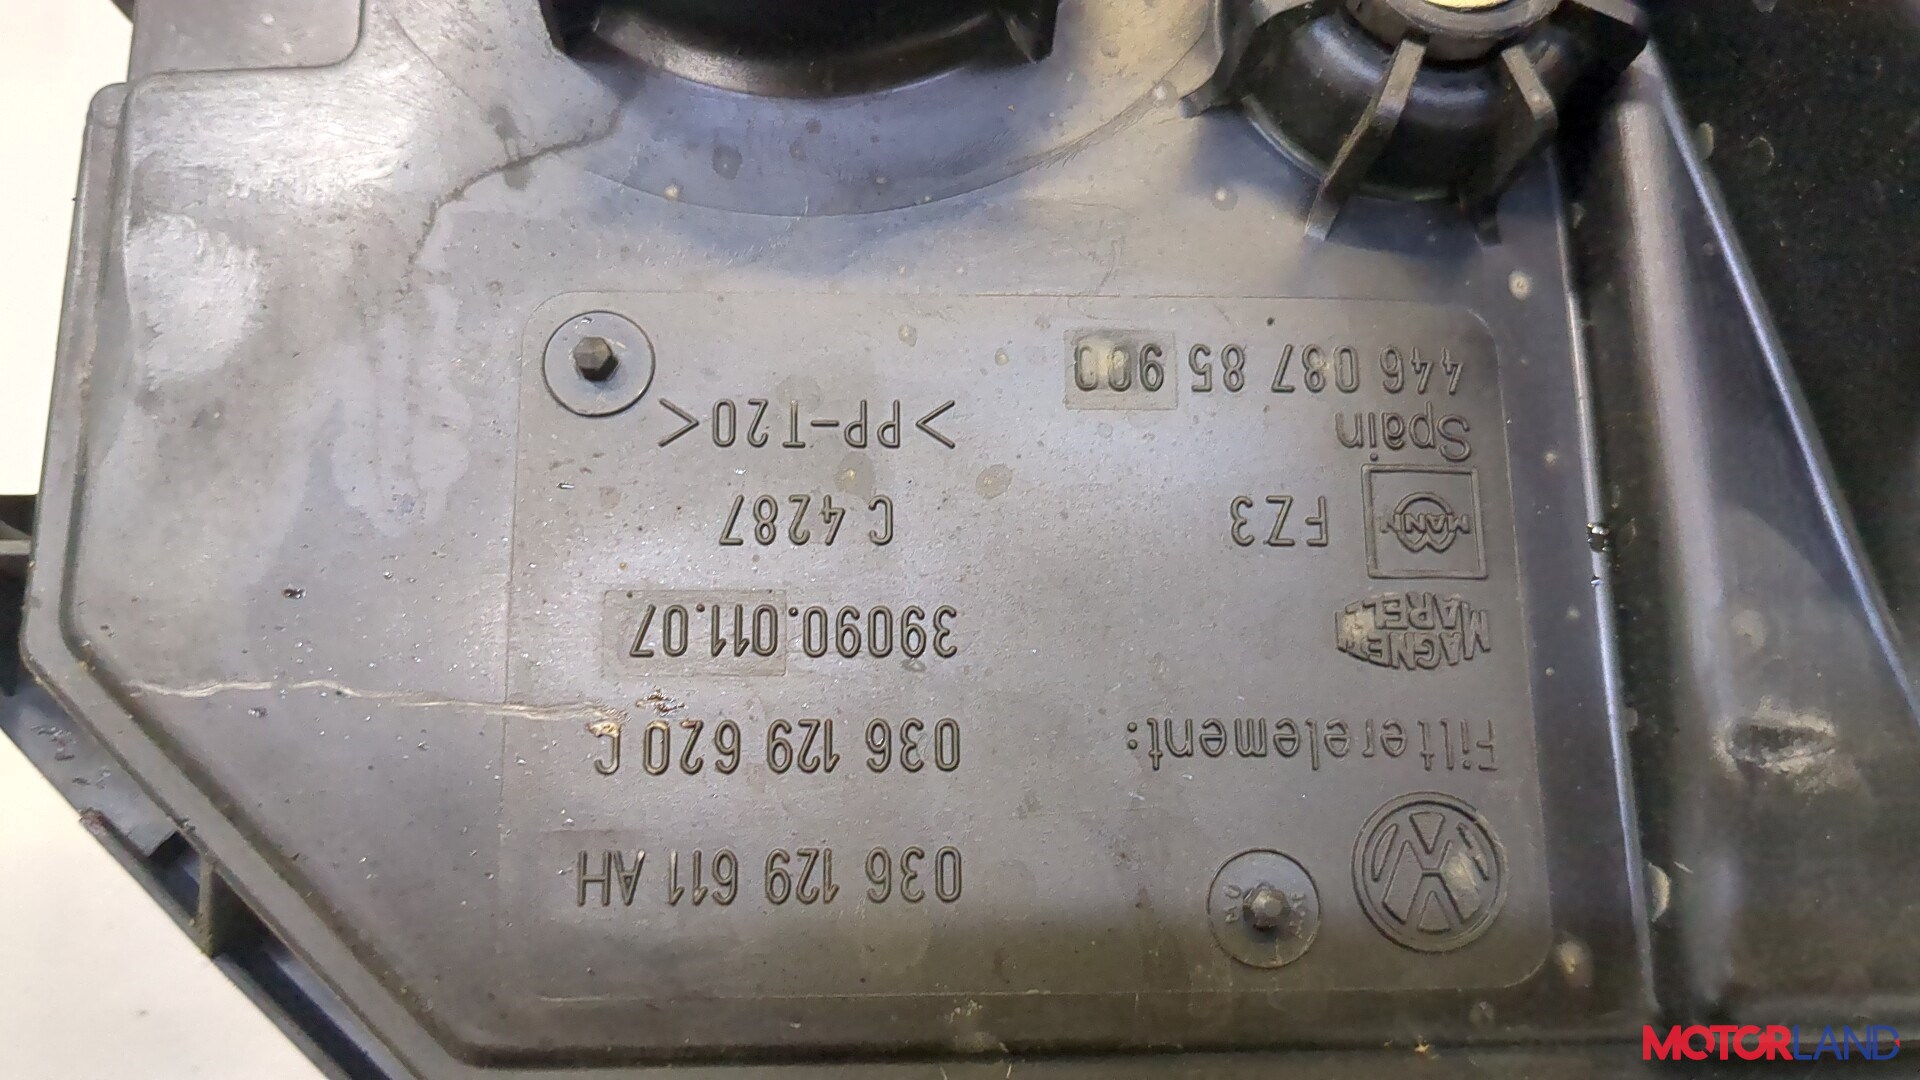 036 129 611 AH
Filterelement: 036 129 620 C
MAGNETI
MARELLI
39090.011.07
MANN FZ3 C 4287
Spain >PP-T20<
446 087 85
MOTORLAND